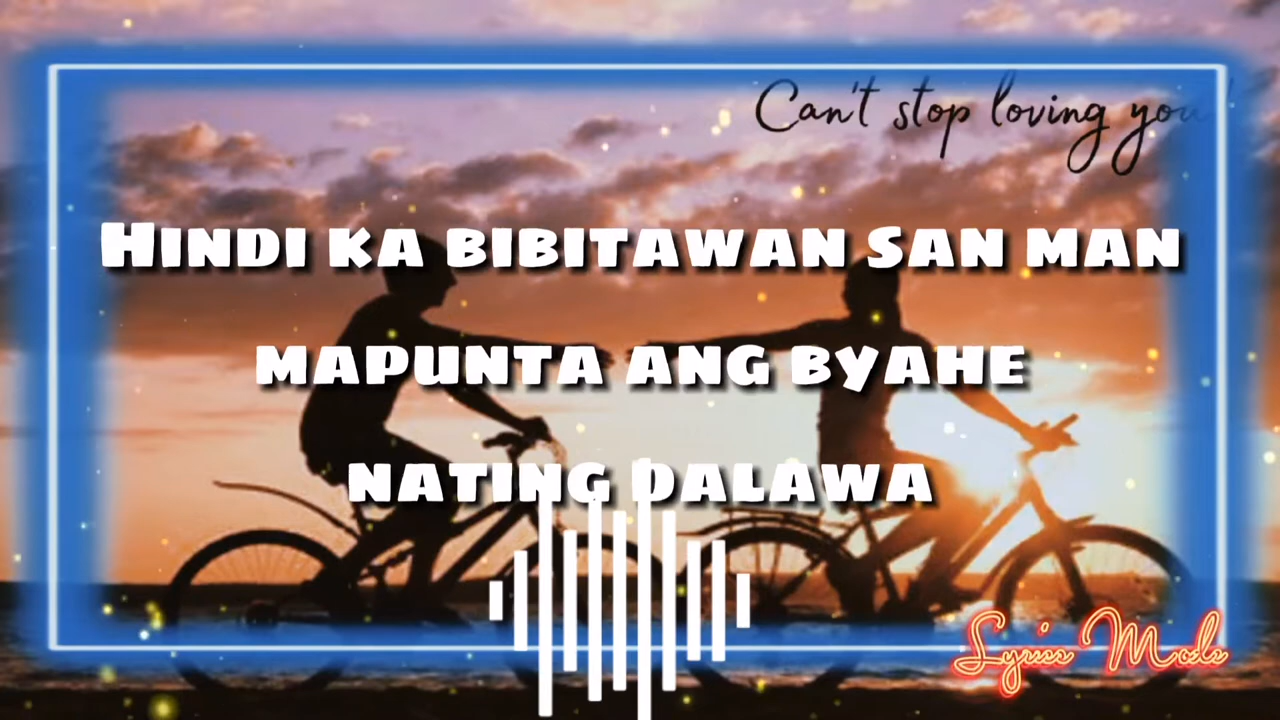 Can't stop loving you
HINDI KA BIBITAWAN SAN MAN
MAPUNTA ANG BYAHE
NATING DALAWA
Lyrics Mode